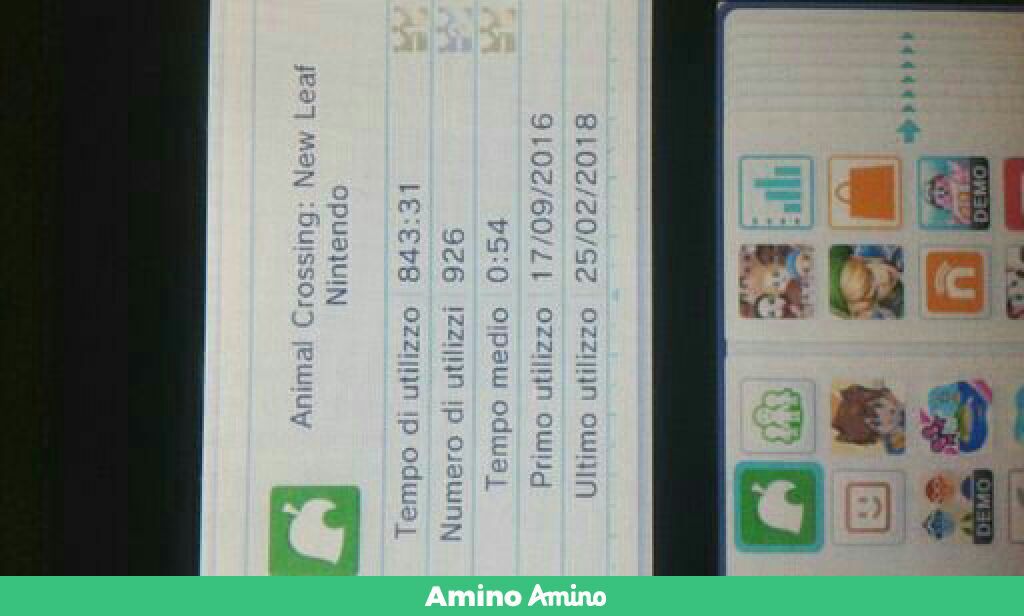 Animal Crossing: New Leaf
Nintendo
Tempo di utilizzo 843:31
Numero di utilizzi 926
Tempo medio 0:54
Primo utilizzo 17/09/2016
Ultimo utilizzo 25/02/2018
DEMO
DEMO
Amino Amino